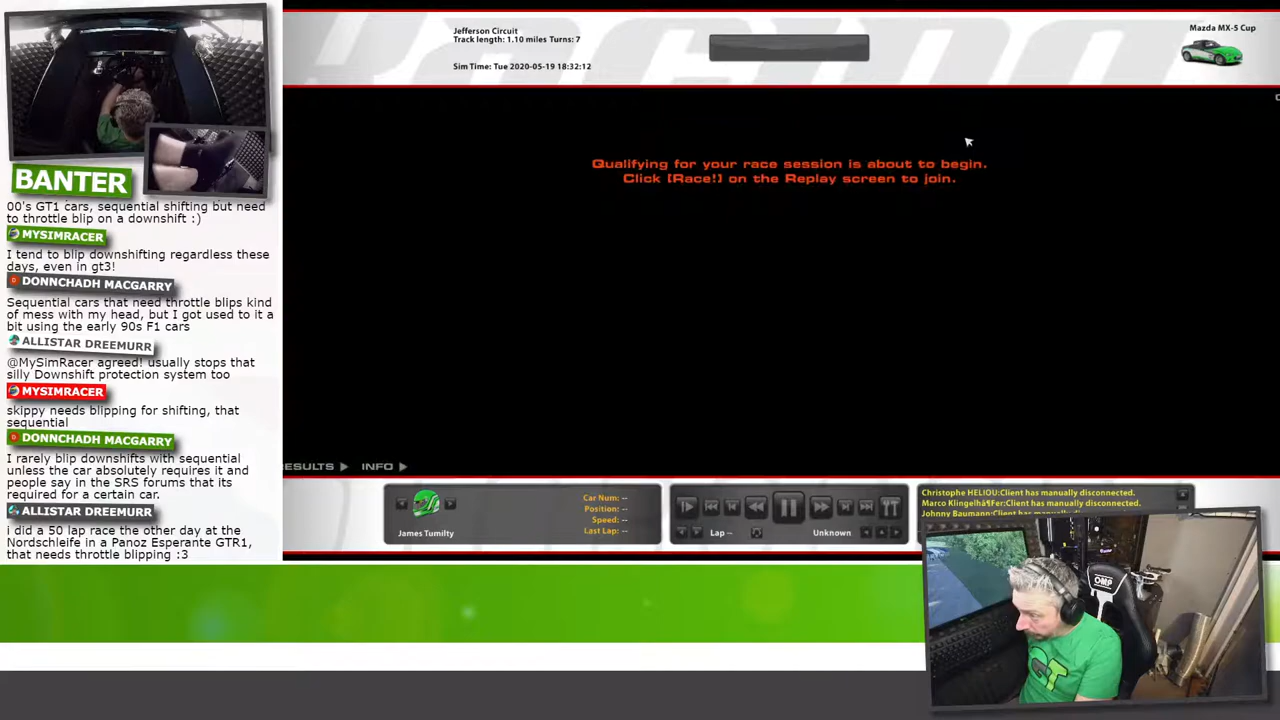 BANTER
00's GT1 cars, sequential shifting but need
to throttle blip on a downshift :)
MYSIMRACER
I tend to blip downshifting regardless these
days, even in gt3!
DONNCHADH MACGARRY
Sequential cars that need throttle blips kind
of mess with my head, but I got used to it a
bit using the early 90s F1 cars
ALLISTAR DREEMURR
@MySimRacer agreed! usually stops that
silly Downshift protection system too
MYSIMRACER
skippy needs blipping for shifting, that
sequential
DONNCHADH MACGARRY
I rarely blip downshifts with sequential
unless the car absolutely requires it and
people say in the SRS forums that its
required for a certain car.
ALLISTAR DREEMURR
i did a 50 lap race the other day at the
Nordschleife in a Panoz Esperante GTR1,
that needs throttle blipping :3
Jefferson Circuit
Track length: 1.10 miles Turns: 7
Sim Time: Tue 2020-05-19 18:32:12
Mazda MX-5 Cup
Qualifying for your race session is about to begin.
Click [Race!] on the Replay screen to join.
ESULTS
INFO
James Tumilty
Car Num: --
Position: --
Speed: --
Last Lap: --
Lap --
Unknown
Christophe HELIOU:Client has manually disconnected.
Marco Klingelhâ¶Fer:Client has manually disconnected.
Johnny Baumann:Client has manually
OMP
GT